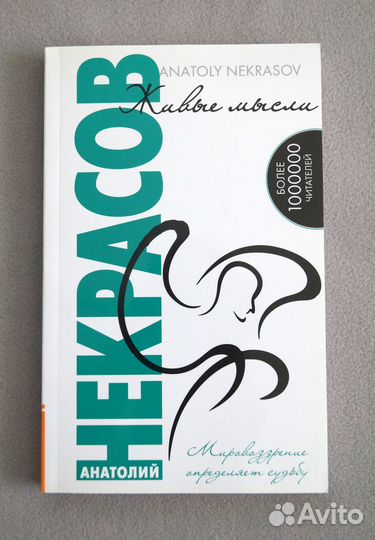 ANATOLY NEKRASOV
Живые мысли
БОЛЕЕ
1000000
ЧИТАТЕЛЕЙ
НЕКРАСОВ
АНАТОЛИЙ
Мировоззрение
определяет судьбу
Avito